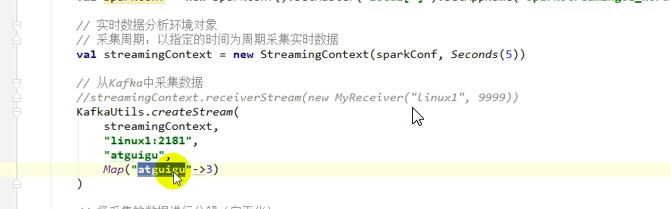 // 实时数据分析环境对象
// 采集周期：以指定的时间为周期采集实时数据
val streamingContext = new StreamingContext(sparkConf, Seconds(5))
// 从Kafka中采集数据
//streamingContext.receiverStream(new MyReceiver("linux1", 9999))
KafkaUtils.createStream(
streamingContext,
"linux1:2181",
"atguigu",
Map("atguigu"->3)
)